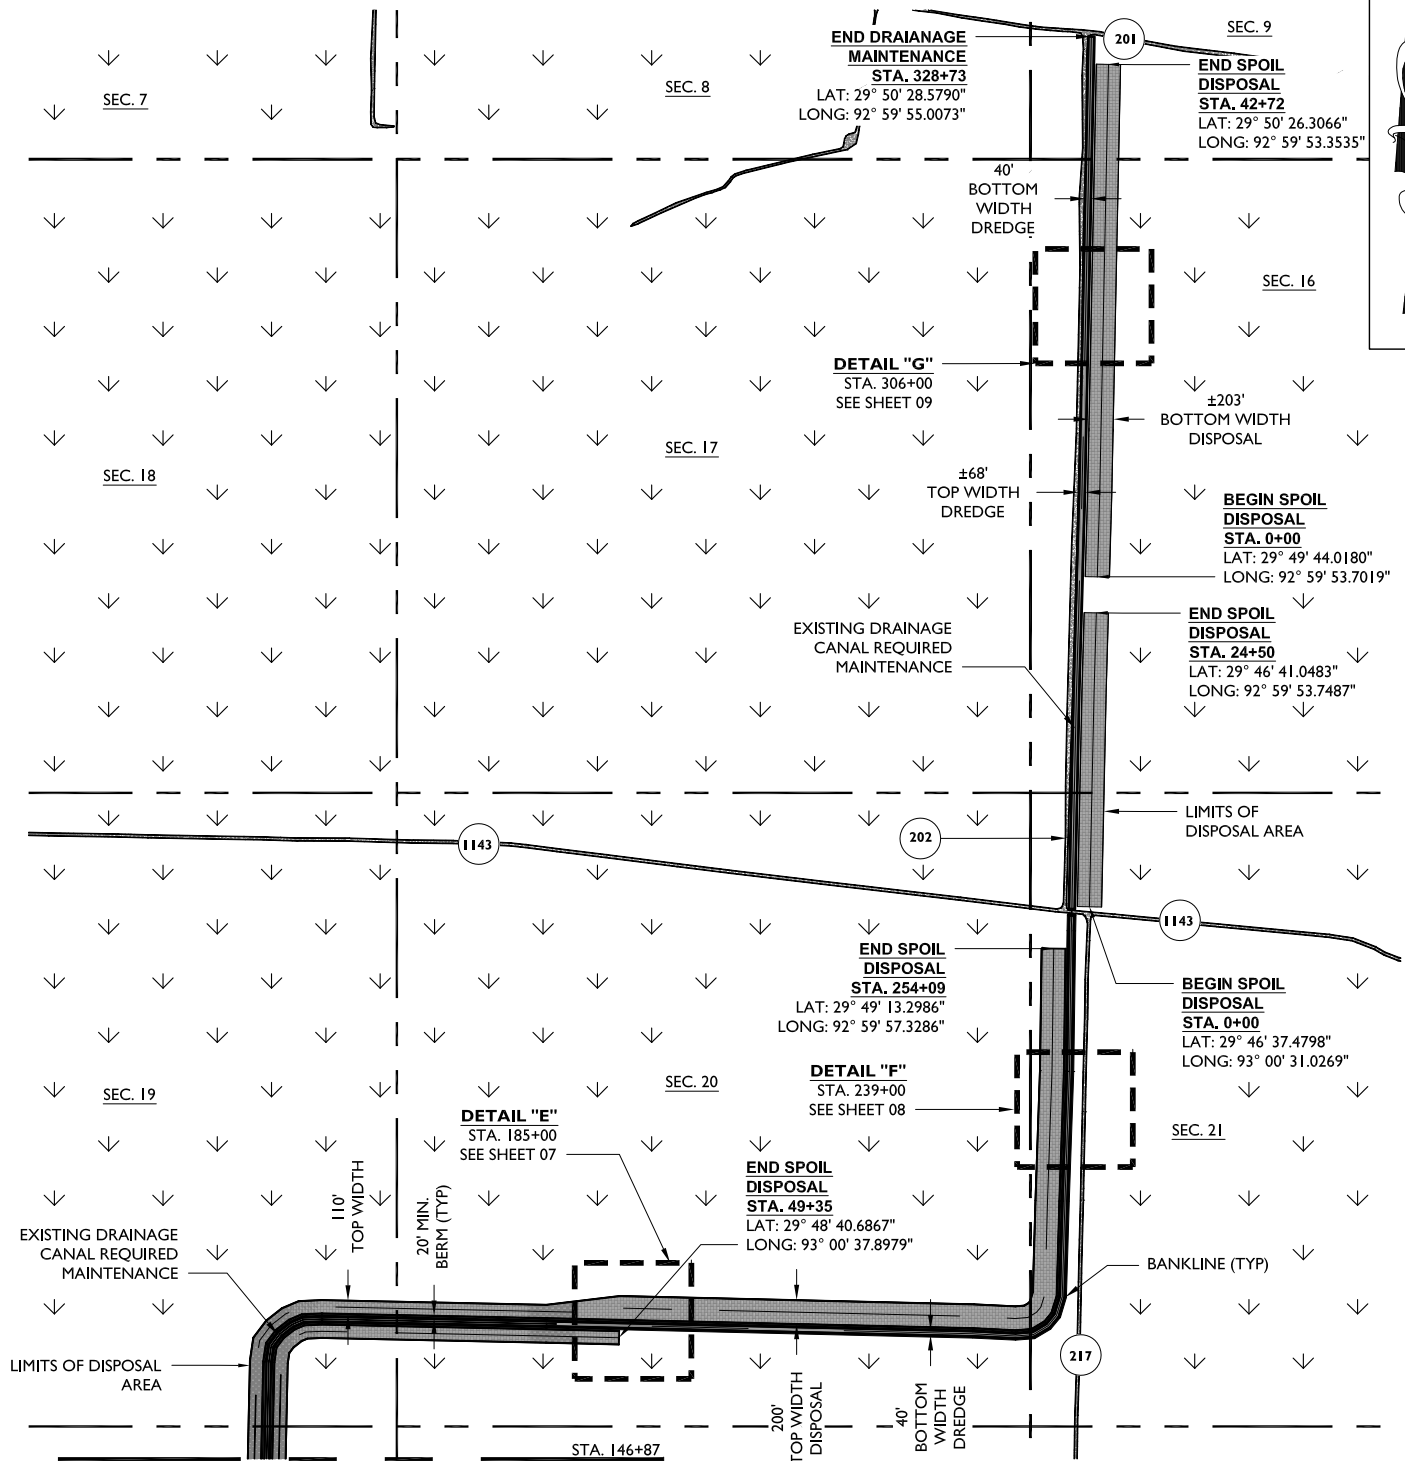 SEC. 9
END DRAIANAGE
MAINTENANCE
STA. 328+73
LAT: 29° 50' 28.5790"
LONG: 92° 59' 55.0073"
201
END SPOIL
DISPOSAL
STA. 42+72
LAT: 29° 50' 26.3066"
LONG: 92° 59' 53.3535"
SEC. 7
SEC. 8
40'
BOTTOM
WIDTH
DREDGE
SEC. 16
DETAIL "G"
STA. 306+00
SEE SHEET 09
±203'
BOTTOM WIDTH
DISPOSAL
SEC. 18
SEC. 17
±68'
TOP WIDTH
DREDGE
BEGIN SPOIL
DISPOSAL
STA. 0+00
LAT: 29° 49' 44.0180"
LONG: 92° 59' 53.7019"
EXISTING DRAINAGE
CANAL REQUIRED
MAINTENANCE
END SPOIL
DISPOSAL
STA. 24+50
LAT: 29° 46' 41.0483"
LONG: 92° 59' 53.7487"
LIMITS OF
DISPOSAL AREA
1143
202
1143
END SPOIL
DISPOSAL
STA. 254+09
LAT: 29° 49' 13.2986"
LONG: 92° 59' 57.3286"
BEGIN SPOIL
DISPOSAL
STA. 0+00
LAT: 29° 46' 37.4798"
LONG: 93° 00' 31.0269"
SEC. 19
SEC. 20
DETAIL "F"
STA. 239+00
SEE SHEET 08
SEC. 21
DETAIL "E"
STA. 185+00
SEE SHEET 07
END SPOIL
DISPOSAL
STA. 49+35
LAT: 29° 48' 40.6867"
LONG: 93° 00' 37.8979"
110'
TOP WIDTH
20' MIN.
BERM (TYP)
EXISTING DRAINAGE
CANAL REQUIRED
MAINTENANCE
BANKLINE (TYP)
LIMITS OF DISPOSAL
AREA
217
200'
TOP WIDTH
DISPOSAL
40'
BOTTOM
WIDTH
DREDGE
STA. 146+87